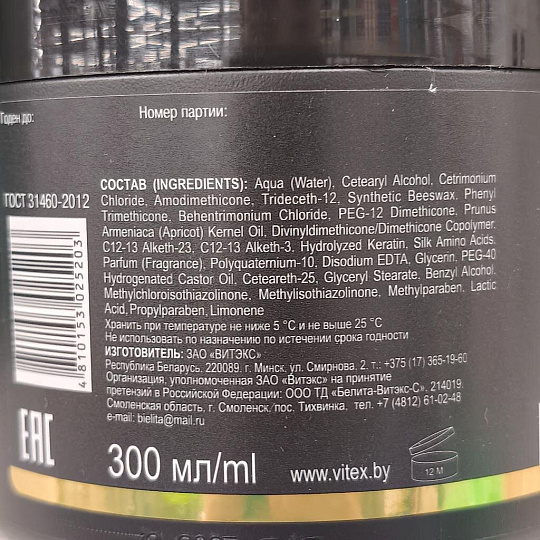 Годен до:
Номер партии:
ГОСТ 31460-2012
СОСТАВ (INGREDIENTS): Aqua (Water), Cetearyl Alcohol, Cetrimonium
Chloride, Amodimethicone, Trideceth-12, Synthetic Beeswax. Phenyl
Trimethicone, Behentrimonium Chloride, PEG-12 Dimethicone, Prunus
Armeniaca (Apricot) Kernel Oil, Divinyldimethicone/Dimethicone Copolymer.
C12-13 Alketh-23, C12-13 Alketh-3, Hydrolyzed Keratin, Silk Amino Acids.
Parfum (Fragrance), Polyquaternium-10, Disodium EDTA, Glycerin, PEG-40
Hydrogenated Castor Oil, Ceteareth-25, Glyceryl Stearate, Benzyl Alcohol,
Methylchloroisothiazolinone, Methylisothiazolinone, Methylparaben, Lactic
Acid, Propylparaben, Limonene
Хранить при температуре не ниже 5 °С и не выше 25 °С
Не использовать по назначению по истечении срока годности
ИЗГОТОВИТЕЛЬ: ЗАО «ВИТЭКС»
Республика Беларусь, 220089. г. Минск, ул. Смирнова. 2. т.: +375 (17) 365-19-60
Организация, уполномоченная ЗАО «Витэкс» на принятие
претензий в Российской Федерации: ООО ТД «Белита-Витэкс-С», 214019.
Смоленская область, г. Смоленск, пос. Тихвинка, тел. +7 (4812) 61-02-48
e-mail: bielita@mail.ru
4 810153 025203
EAC
300 мл/ml
www.vitex.by
12 M